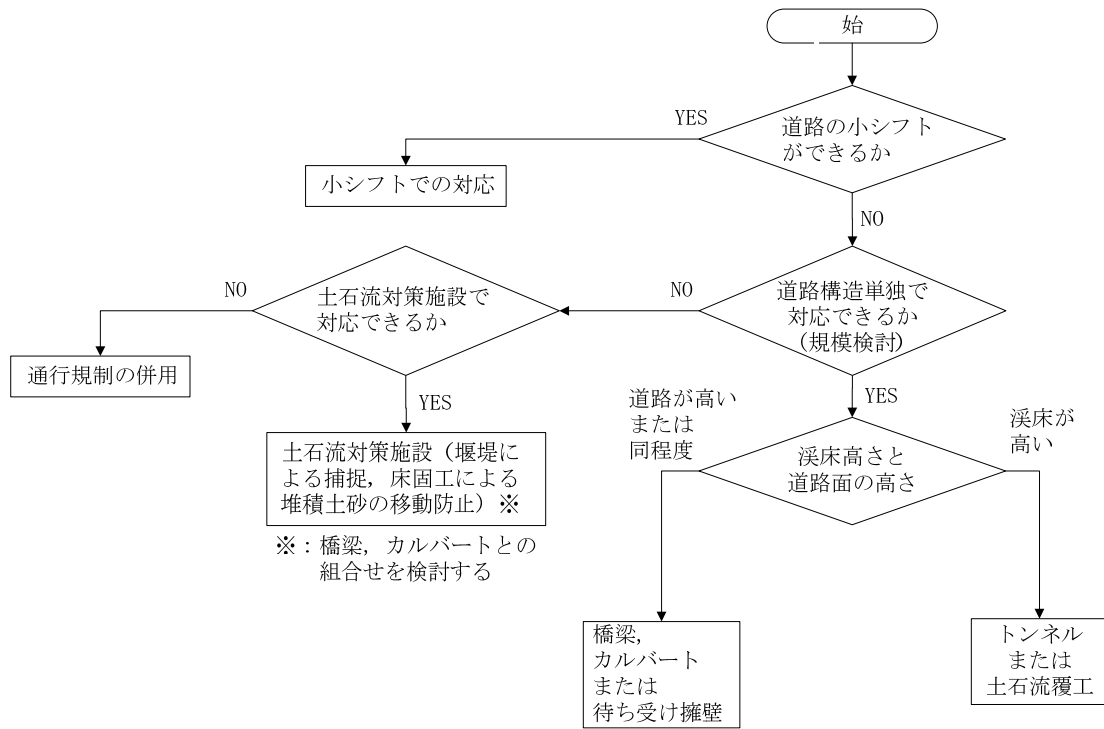 始
道路の小シフト
ができるか
YES
小シフトでの対応
NO
道路構造単独で
対応できるか
(規模検討)
NO
土石流対策施設で
対応できるか
NO
通行規制の併用
YES
土石流対策施設(堰堤に
よる捕捉,床固工による
堆積土砂の移動防止)※
※:橋梁,カルバートとの
組合せを検討する
YES
渓床高さと
道路面の高さ
道路が高い
または
同程度
橋梁,
カルバート
または
待ち受け擁壁
渓床が
高い
トンネル
または
土石流覆工